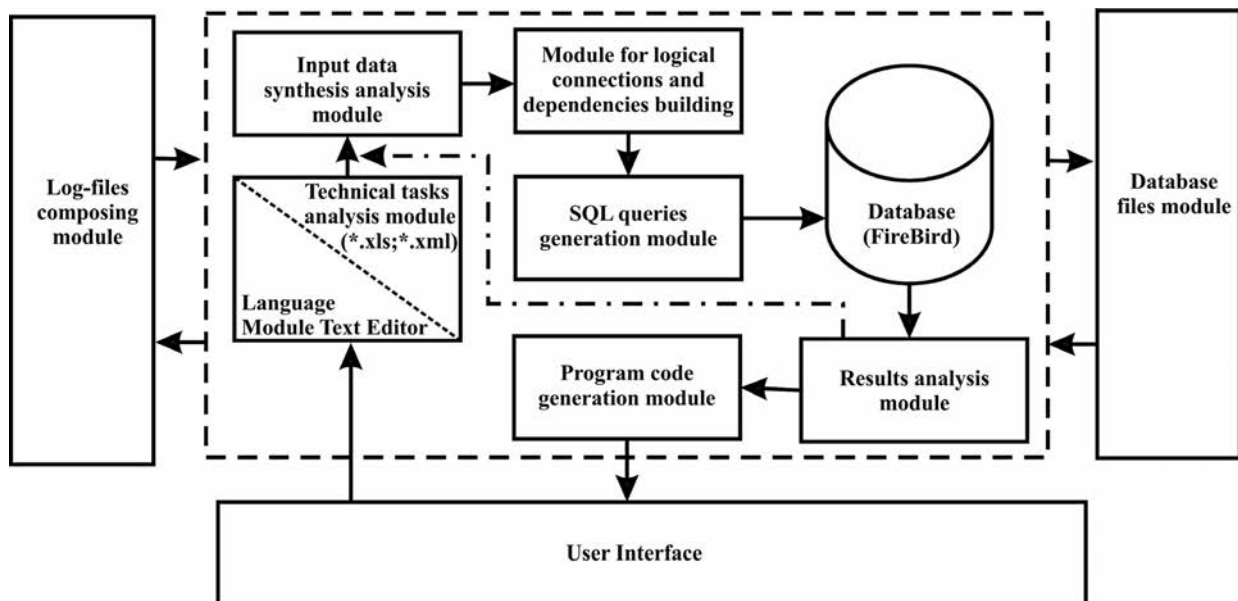 Log-files
composing
module
Input data
synthesis analysis
module
Module for logical
connections and
dependencies building
Technical tasks
analysis module
(*.xls;*.xml)
Language
Module Text Editor
SQL queries
generation module
Database
(FireBird)
Program code
generation module
Results analysis
module
Database
files module
User Interface